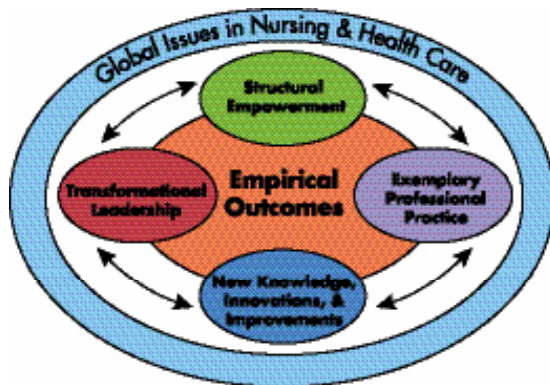 Global Issues in Nursing & Health Care
Structural
Empowerment
Transformational
Leadership
Empirical
Outcomes
Exemplary
Professional
Practice
New Knowledge,
Innovations, &
Improvements